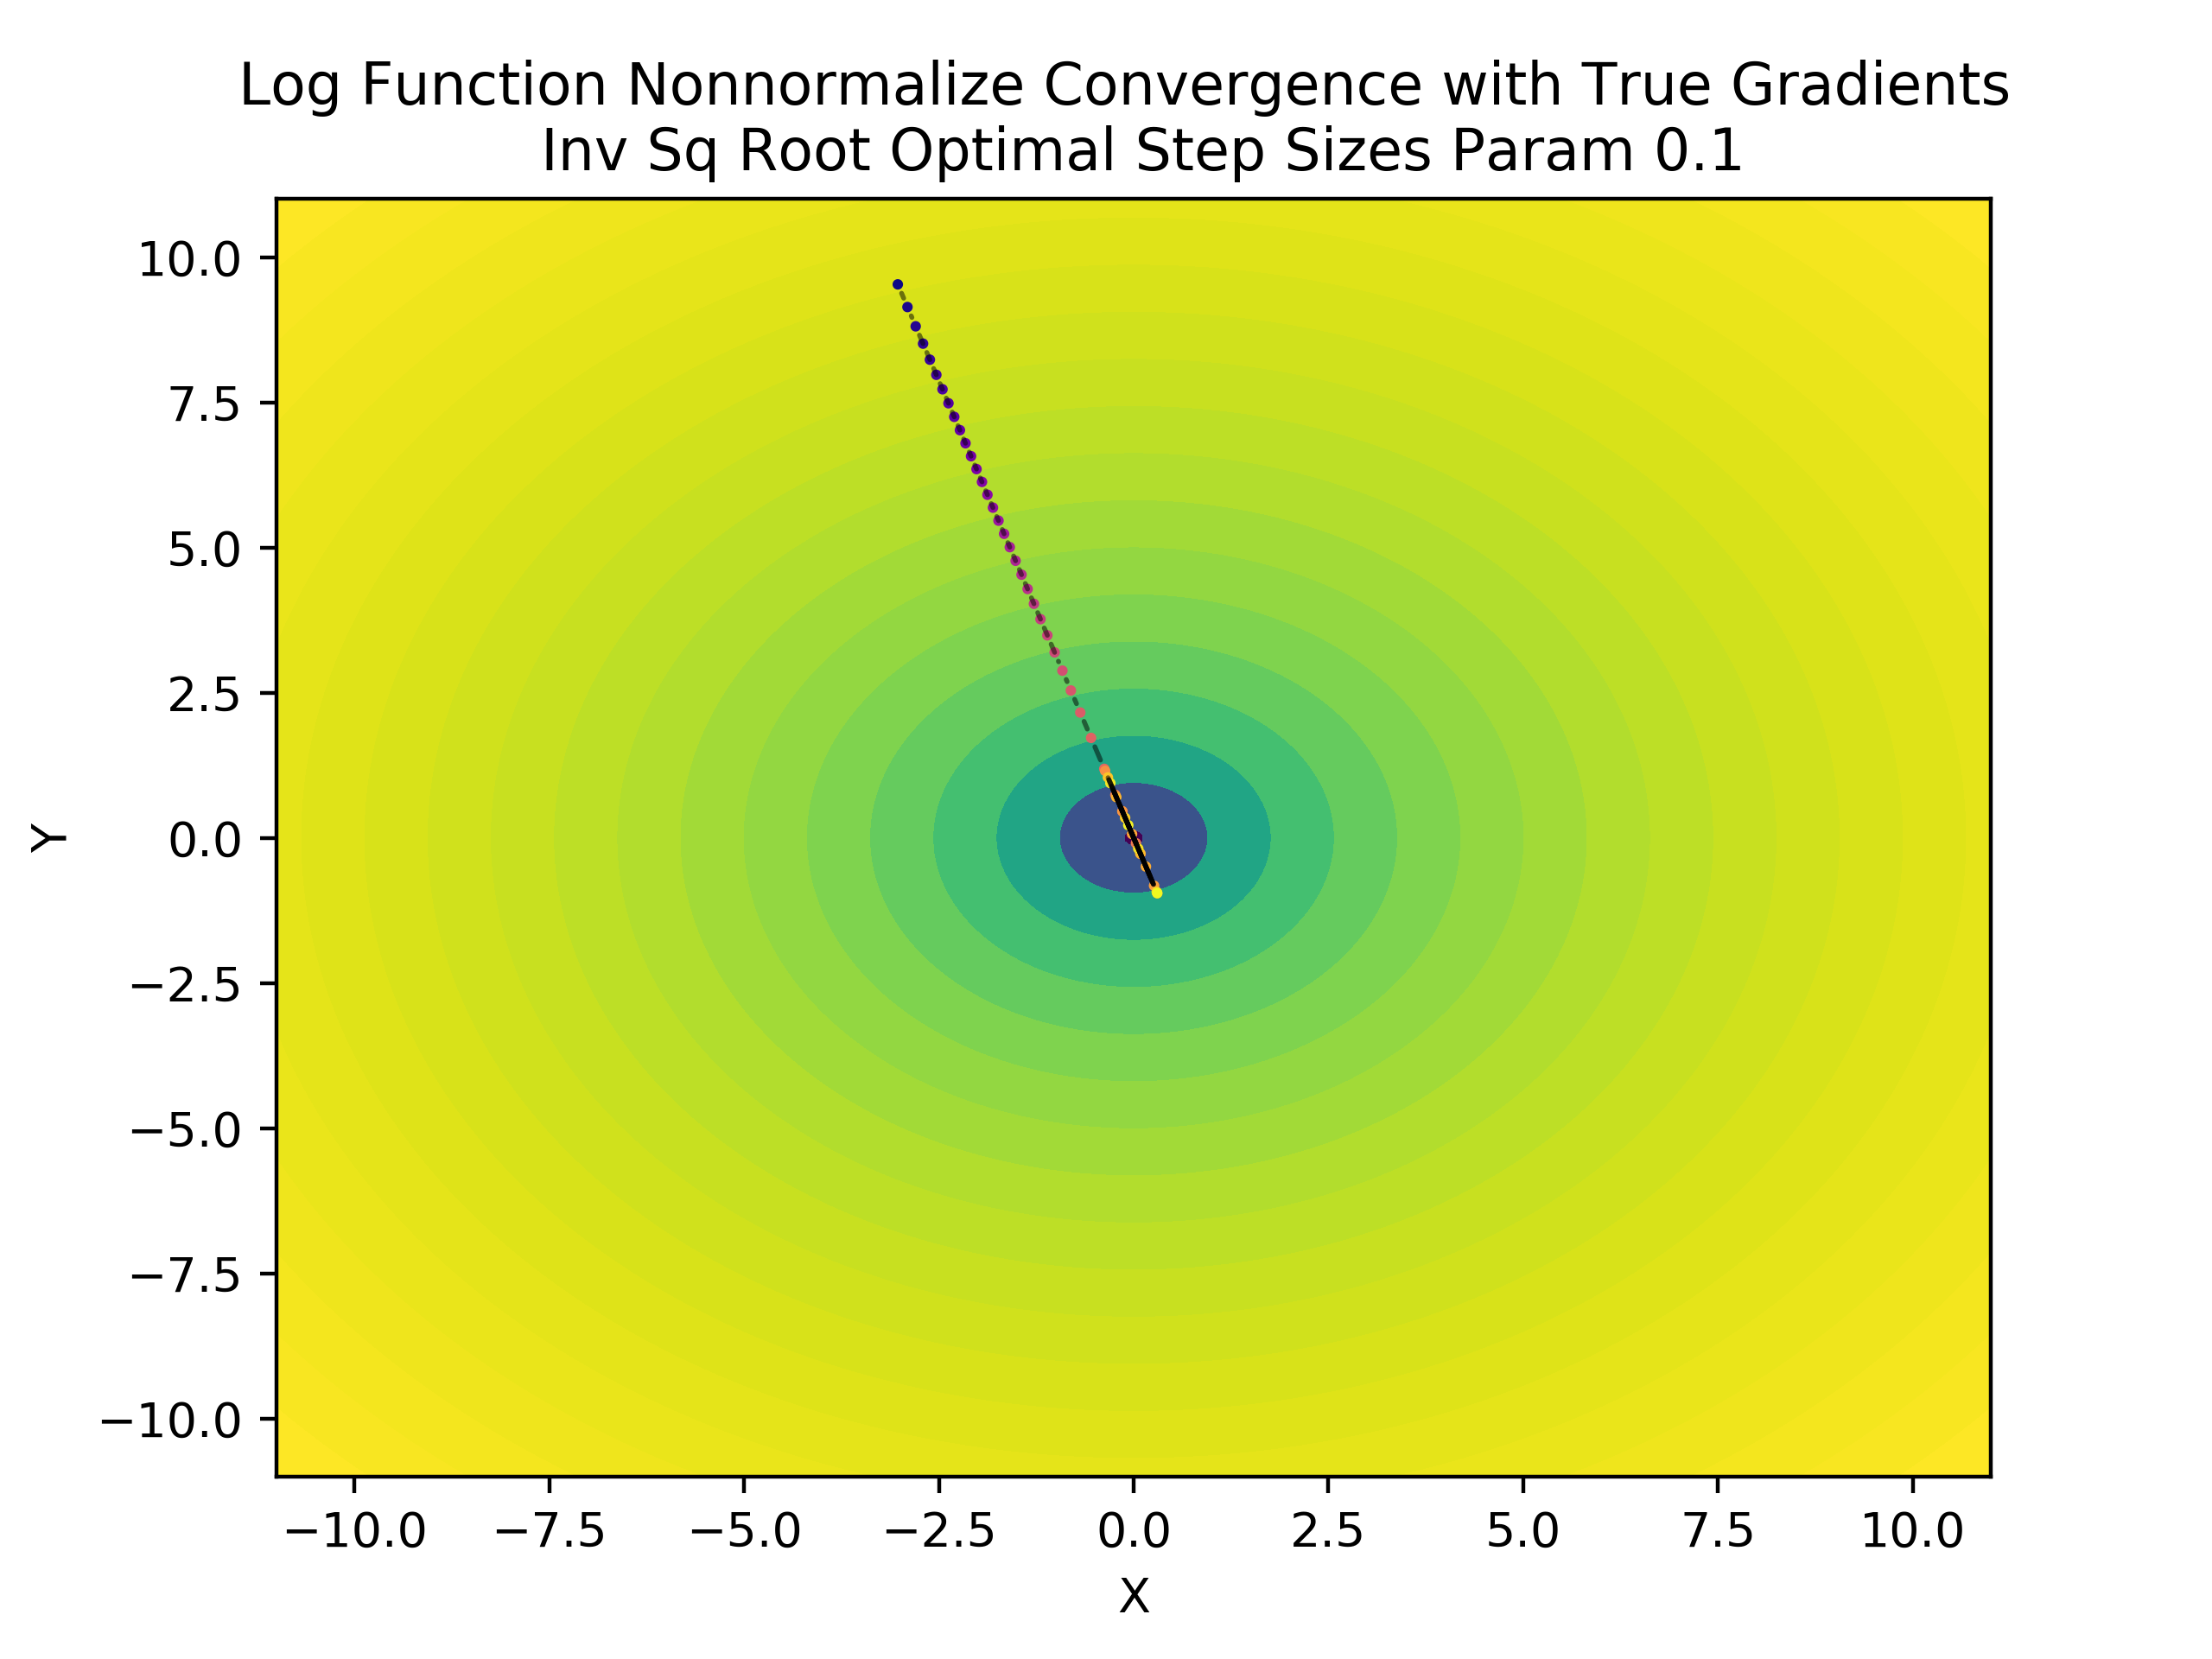 Log Function Nonnormalize Convergence with True Gradients
Inv Sq Root Optimal Step Sizes Param 0.1
10.0
7.5
5.0
2.5
0.0
−2.5
−5.0
−7.5
−10.0
Y
−10.0 −7.5 −5.0 −2.5 0.0 2.5 5.0 7.5 10.0
X